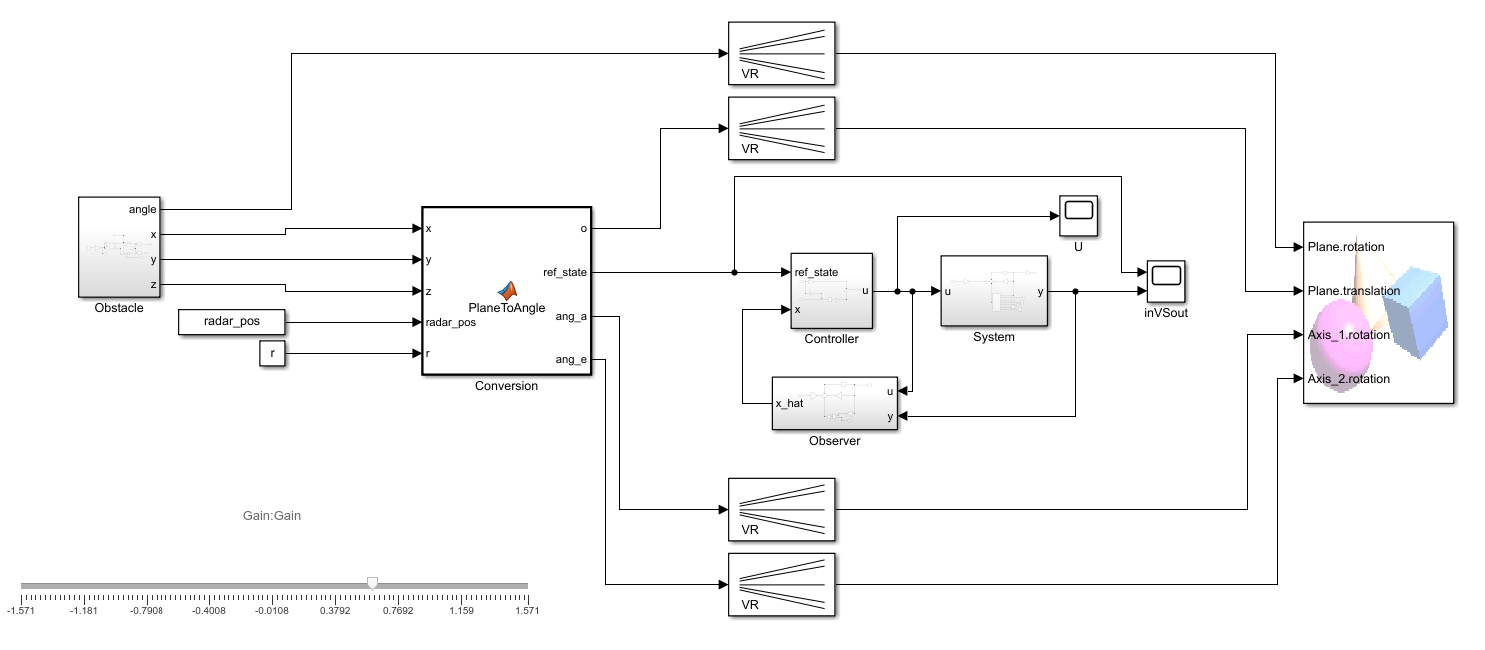 VR
VR
angle
x
y
z
Obstacle
radar_pos
r
x
y
z
radar_pos
r
PlaneToAngle
o
ref_state
ang_a
ang_e
Conversion
ref_state
x
u
Controller
u
y
System
x_hat
u
y
Observer
U
inVSout
Plane.rotation
Plane.translation
Axis_1.rotation
Axis_2.rotation
VR
VR
Gain:Gain
-1.571 -1.181 -0.7908 -0.4008 -0.0108 0.3792 0.7692 1.159 1.571